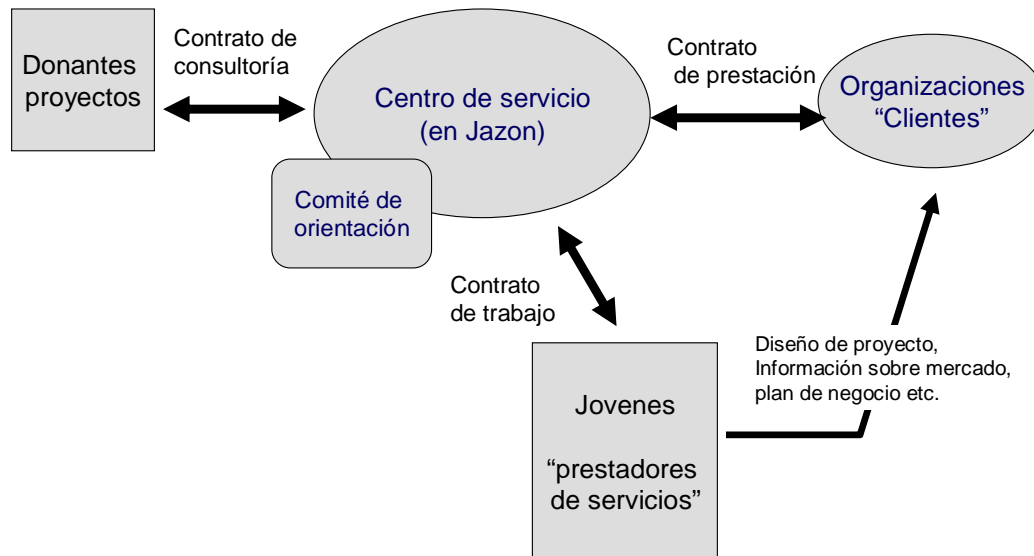 Donantes
proyectos
Contrato de
consultoría
Centro de servicio
(en Jazon)
Comité de
orientación
Contrato
de prestación
Organizaciones
“Clientes”
Contrato
de trabajo
Jovenes
“prestadores
de servicios”
Diseño de proyecto,
Información sobre mercado,
plan de negocio etc.